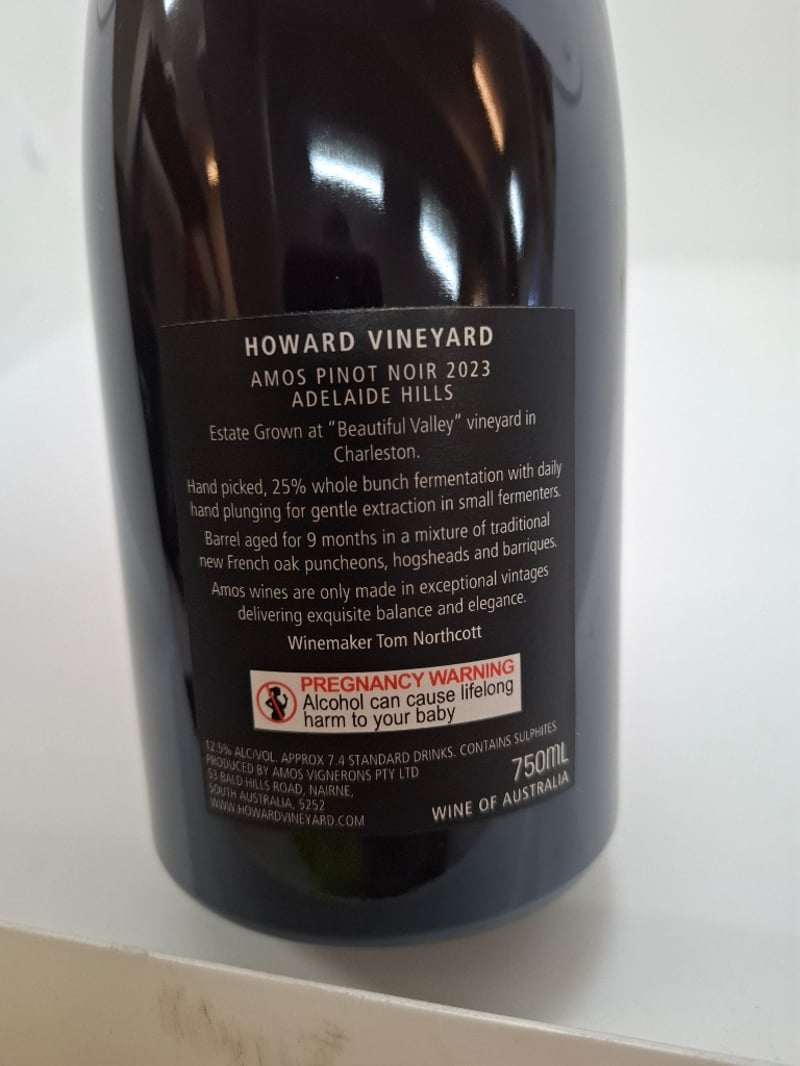 HOWARD VINEYARD
AMOS PINOT NOIR 2023
ADELAIDE HILLS
Estate Grown at "Beautiful Valley" vineyard in
Charleston.
Hand picked, 25% whole bunch fermentation with daily
hand plunging for gentle extraction in small fermenters.
Barrel aged for 9 months in a mixture of traditional
new French oak puncheons, hogsheads and barriques.
Amos wines are only made in exceptional vintages
delivering exquisite balance and elegance.
Winemaker Tom Northcott
PREGNANCY WARNING
Alcohol can cause lifelong
harm to your baby
12.5% ALC/VOL. APPROX 7.4 STANDARD DRINKS. CONTAINS SULPHITES
PRODUCED BY AMOS VIGNERONS PTY LTD
53 BALD HILLS ROAD, NAIRNE,
SOUTH AUSTRALIA, 5252
WWW.HOWARDVINEYARD.COM
750ML
WINE OF AUSTRALIA